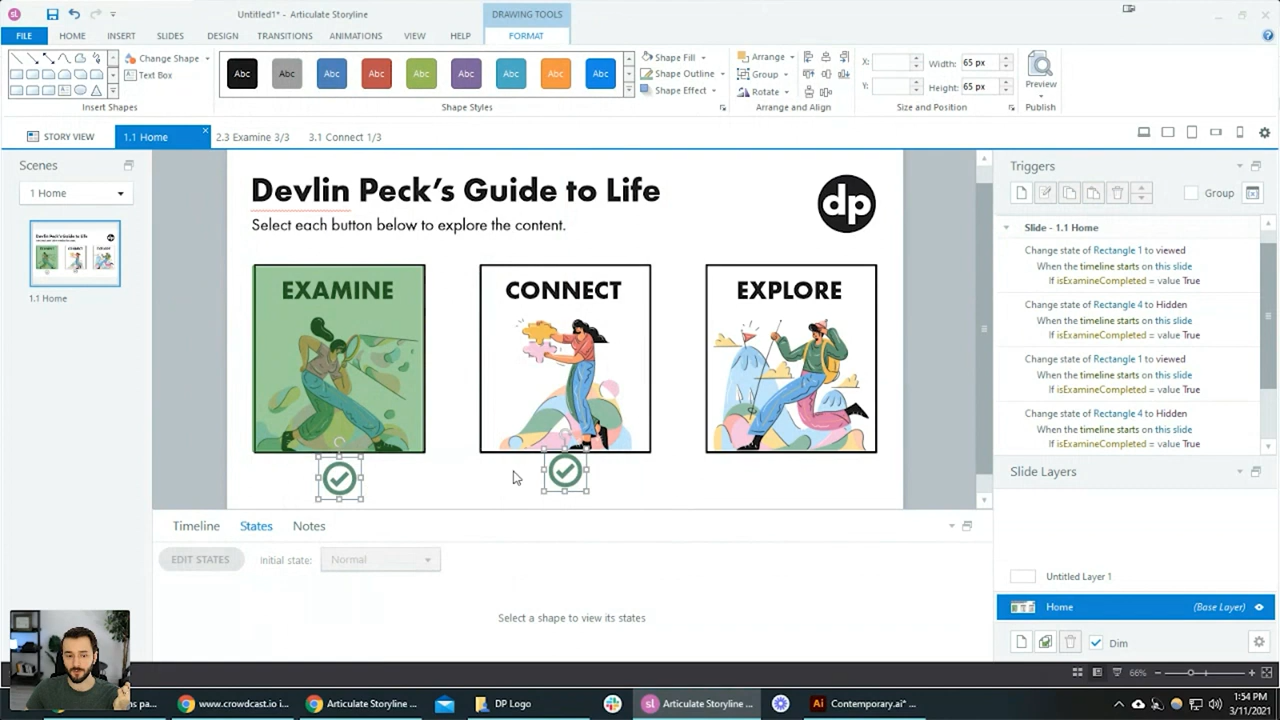 Untitled1* - Articulate Storyline
DRAWING TOOLS
FILE HOME INSERT SLIDES DESIGN TRANSITIONS ANIMATIONS VIEW HELP FORMAT
Change Shape
Text Box
Insert Shapes
Abc Abc Abc Abc Abc Abc Abc Abc Abc
Shape Styles
Shape Fill
Shape Outline
Shape Effect
Arrange
Group
Rotate
Arrange and Align
X: Width: 65 px
Y: Height: 65 px
Size and Position
Preview
Publish
STORY VIEW 1.1 Home 2.3 Examine 3/3 3.1 Connect 1/3
Scenes
1 Home
1.1 Home
Devlin Peck's Guide to Life
Select each button below to explore the content.
dp
EXAMINE CONNECT EXPLORE
Timeline States Notes
EDIT STATES Initial state: Normal
Select a shape to view its states
Triggers
Group
Slide - 1.1 Home
Change state of Rectangle 1 to viewed
When the timeline starts on this slide
If isExamineCompleted = value True
Change state of Rectangle 4 to Hidden
When the timeline starts on this slide
If isExamineCompleted = value True
Change state of Rectangle 1 to viewed
When the timeline starts on this slide
If isExamineCompleted = value True
Change state of Rectangle 4 to Hidden
When the timeline starts on this slide
If isExamineCompleted = value True
Slide Layers
Untitled Layer 1
Home (Base Layer)
Dim
66%
www.crowdcast.io i... Articulate Storyline ... DP Logo Articulate Storyline ... Contemporary.ai* ...
1:54 PM
3/11/2021